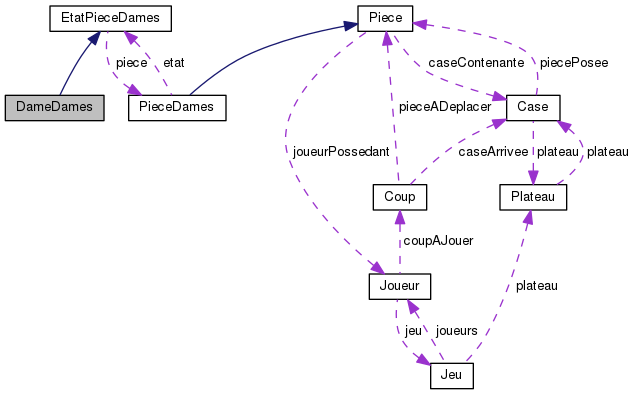 EtatPieceDames
Piece
piece
etat
caseContenante
piecePosee
DameDames
PieceDames
pieceADeplacer
Case
joueurPossedant
caseArrivee
plateau
plateau
Coup
Plateau
coupAJouer
Joueur
plateau
jeu
joueurs
Jeu